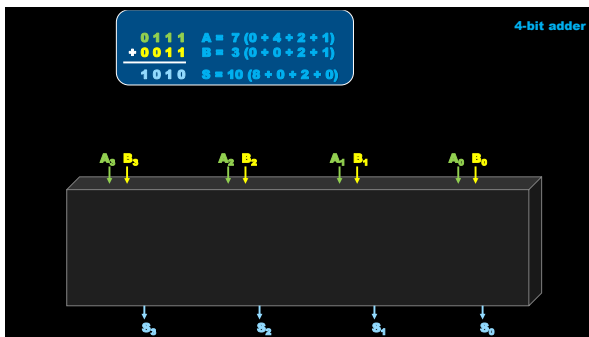 4-bit adder
0111 A = 7 (0 + 4 + 2 + 1)
+ 0011 B = 3 (0 + 0 + 2 + 1)
1010 S = 10 (8 + 0 + 2 + 0)
A3 B3 A2 B2 A1 B1 A0 B0
S3 S2 S1 S0